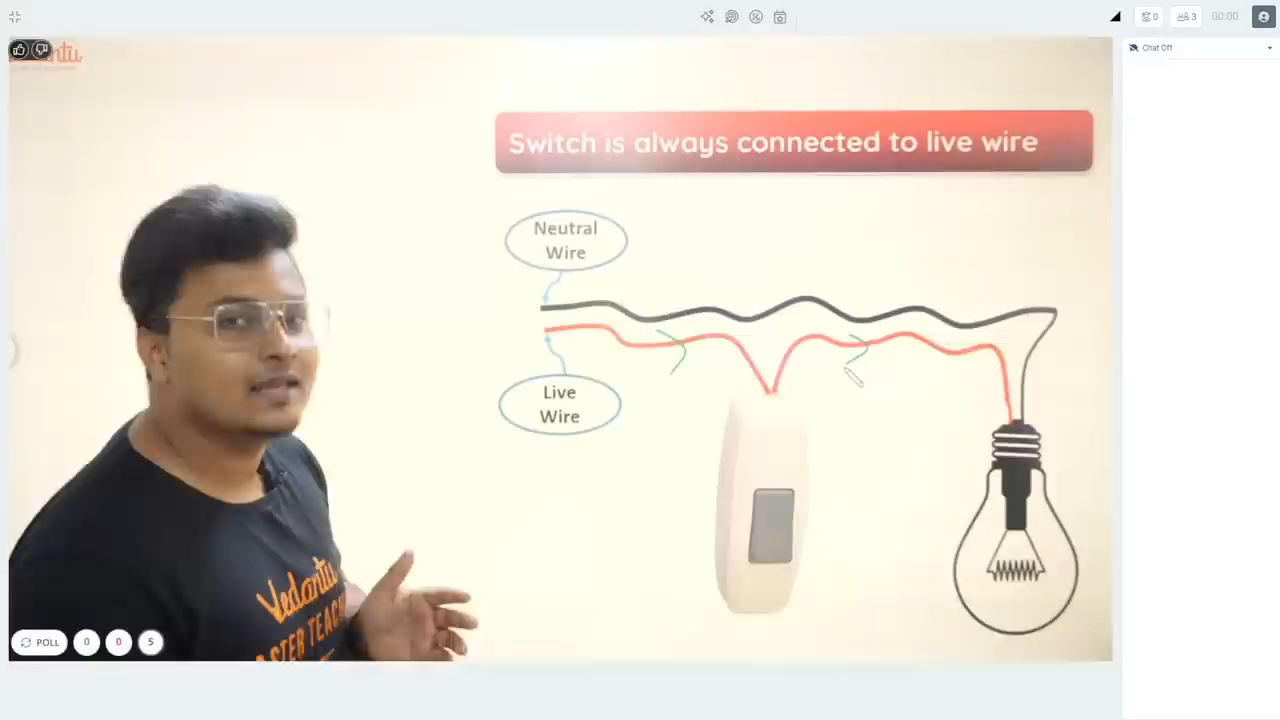 0
3
00:00
Chat Off
Switch is always connected to live wire
Neutral
Wire
Live
Wire
Vedantu
POLL
0
0
S